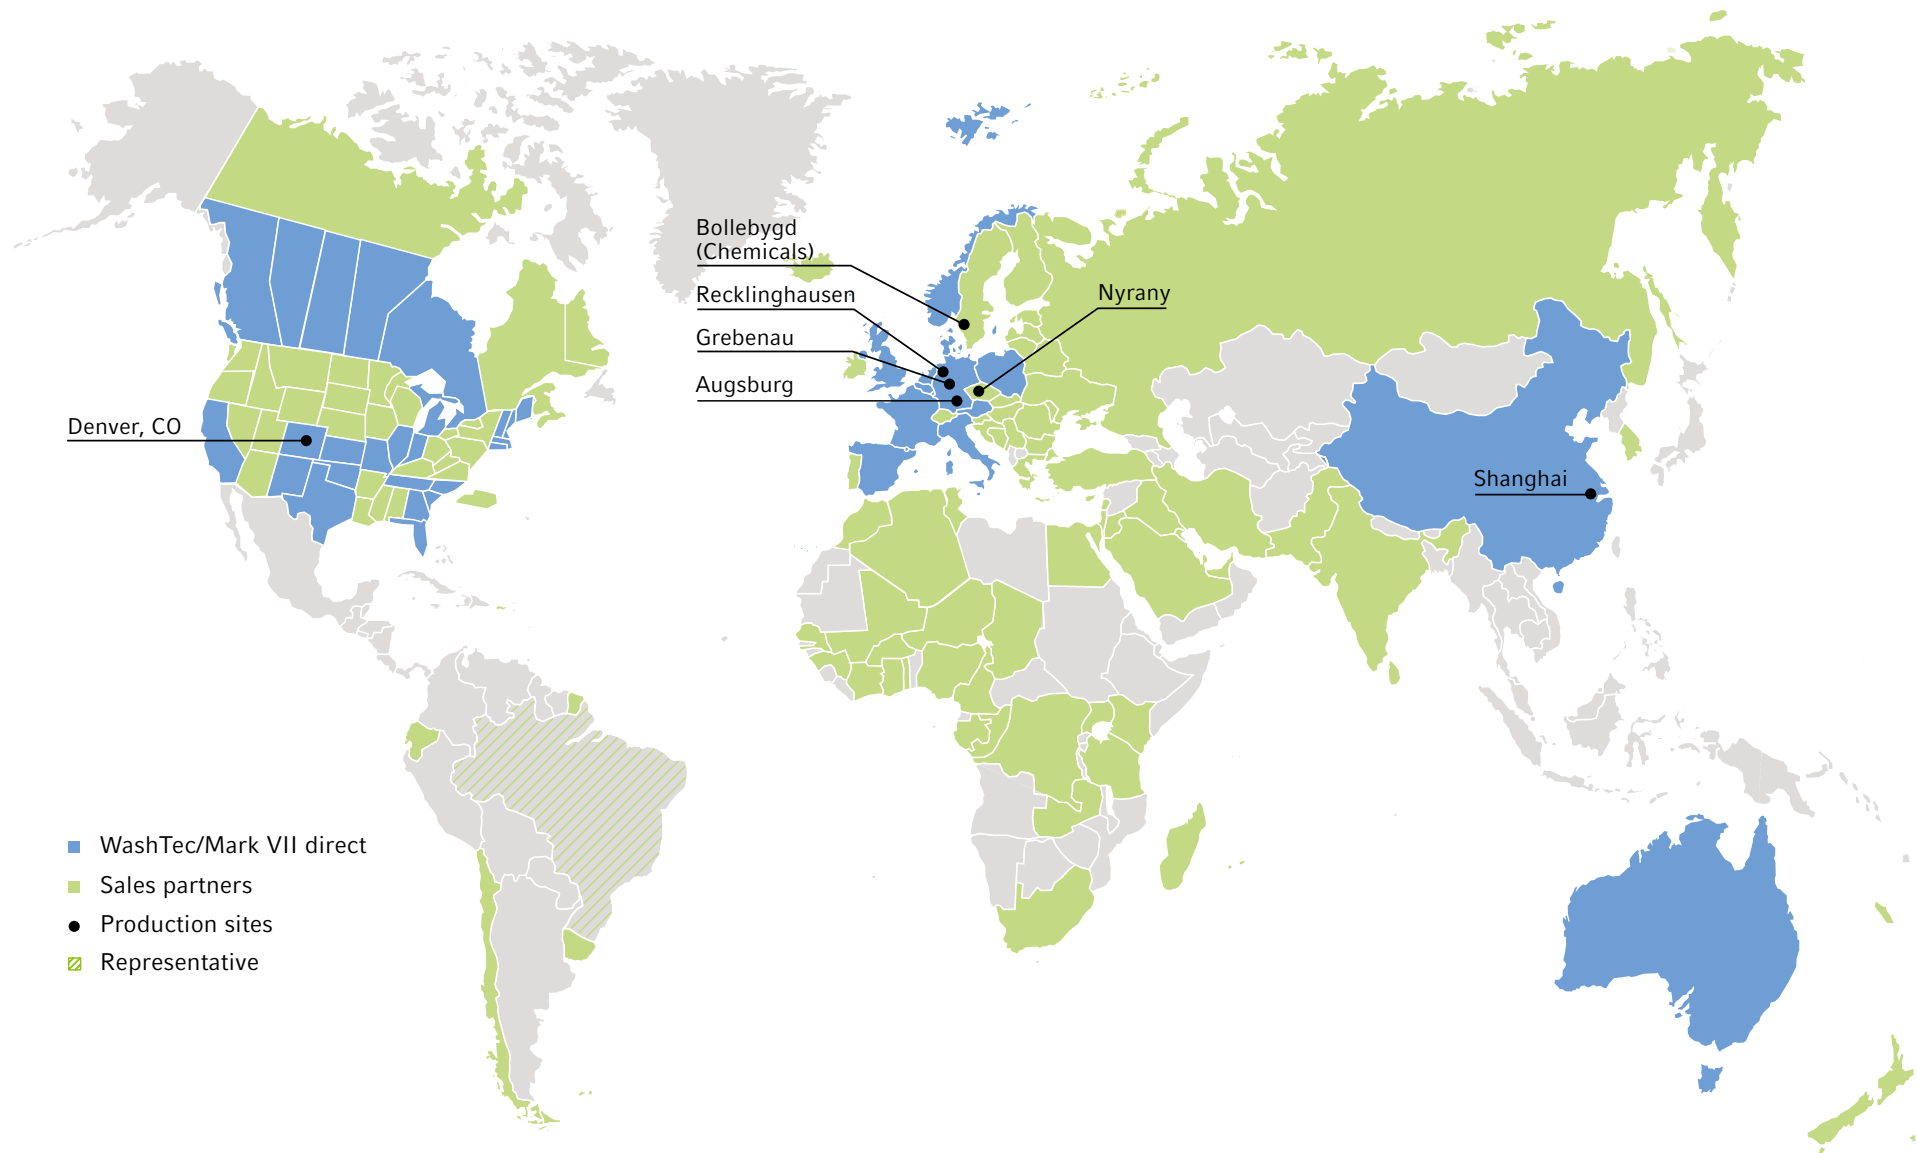 Bollebygd
(Chemicals)
Recklinghausen
Grebenau
Augsburg
Nyrany
Denver, CO
Shanghai
WashTec/Mark VII direct
Sales partners
Production sites
Representative